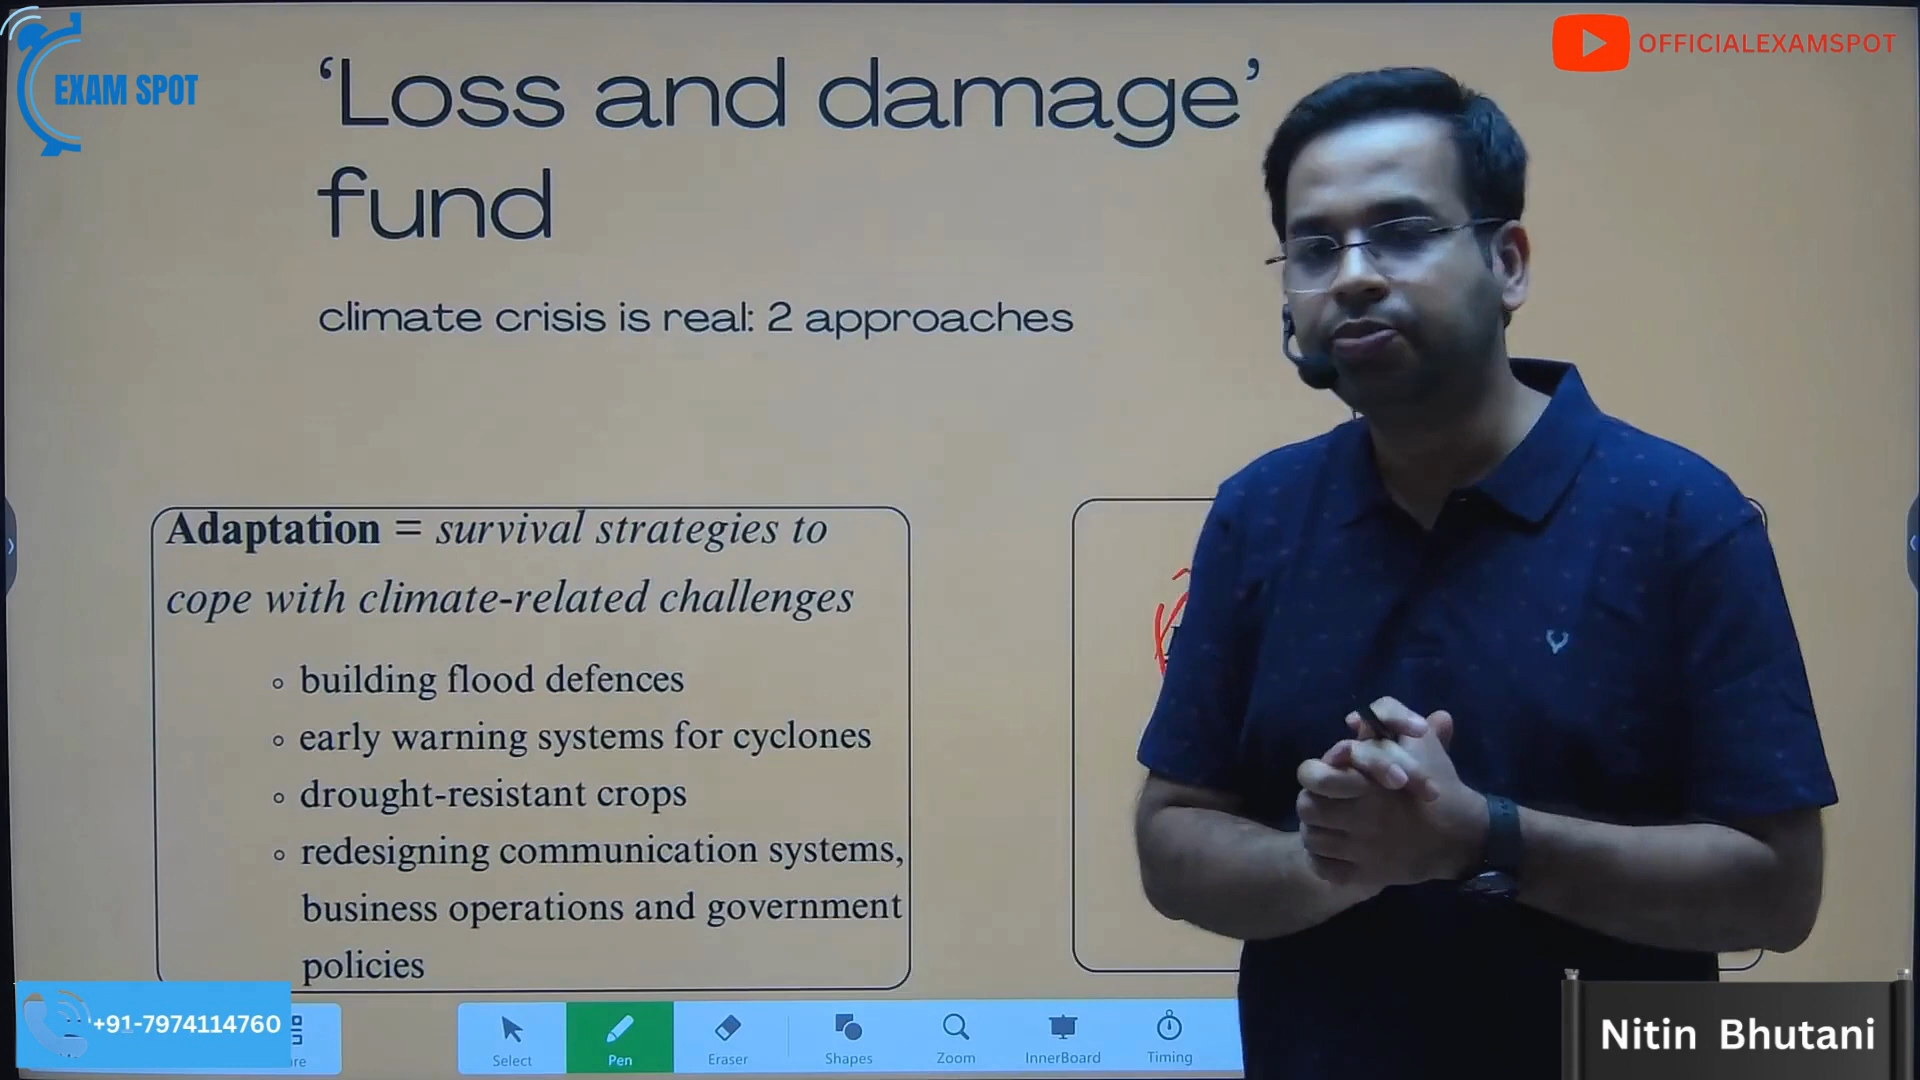 EXAM SPOT
OFFICIALEXAMSPOT
‘Loss and damage’
fund
climate crisis is real: 2 approaches
Adaptation = survival strategies to
cope with climate-related challenges
building flood defences
early warning systems for cyclones
drought-resistant crops
redesigning communication systems,
business operations and government
policies
+91-7974114760
Select
Pen
Eraser
Shapes
Zoom
InnerBoard
Timing
Nitin Bhutani